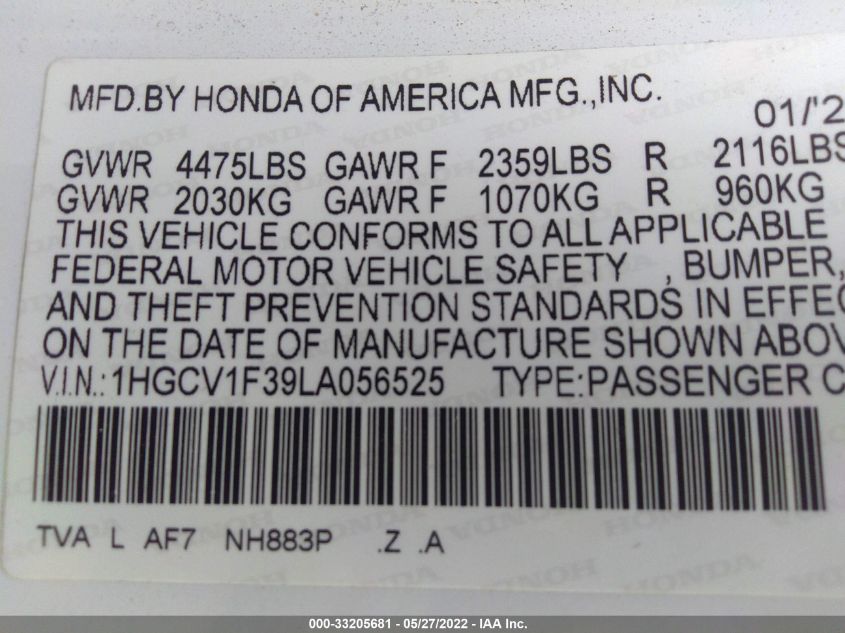 MFD.BY HONDA OF AMERICA MFG.,INC.
01/'2
GVWR 4475LBS GAWR F 2359LBS R 2116LBS
GVWR 2030KG GAWR F 1070KG R 960KG
THIS VEHICLE CONFORMS TO ALL APPLICABLE
FEDERAL MOTOR VEHICLE SAFETY , BUMPER,
AND THEFT PREVENTION STANDARDS IN EFFEC
ON THE DATE OF MANUFACTURE SHOWN ABOV
V.I.N.:1HGCV1F39LA056525 TYPE:PASSENGER C
TVA L AF7 NH883P .Z .A
000-33205681 - 05/27/2022 - IAA Inc.